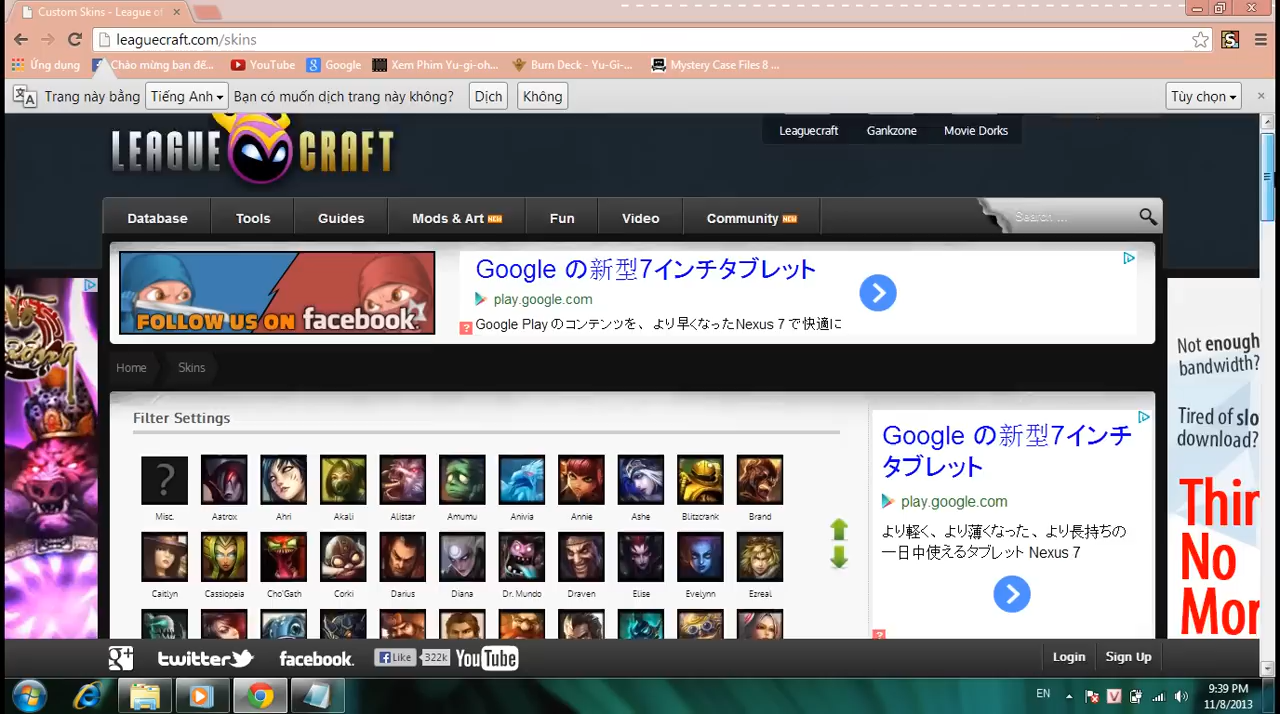 Custom Skins - League of
leaguecraft.com/skins
Ứng dụng
Chào mừng bạn đế...
YouTube
Google
Xem Phim Yu-gi-oh...
Burn Deck - Yu-Gi-...
Mystery Case Files 8 ...
Trang này bằng Tiếng Anh Bạn có muốn dịch trang này không? Dịch Không Tùy chọn
LEAGUE CRAFT
Leaguecraft Gankzone Movie Dorks
Database Tools Guides Mods & Art NEW Fun Video Community NEW Search ...
FOLLOW US ON facebook.
Google の新型7インチタブレット
play.google.com
Google Play のコンテンツを、より早くなったNexus 7 で快適に
Home Skins
Filter Settings
Misc. Aatrox Ahri Akali Alistar Amumu Anivia Annie Ashe Blitzcrank Brand
Caitlyn Cassiopeia Cho'Gath Corki Darius Diana Dr. Mundo Draven Elise Evelynn Ezreal
Google の新型7インチ
タブレット
play.google.com
より軽く、より薄くなった、より長持ちの
一日中使えるタブレット Nexus 7
Not enough
bandwidth?
Tired of slo
download?
Thin
No
Mor
twitter facebook. Like 322k YouTube
Login Sign Up
EN
9:39 PM
11/8/2013